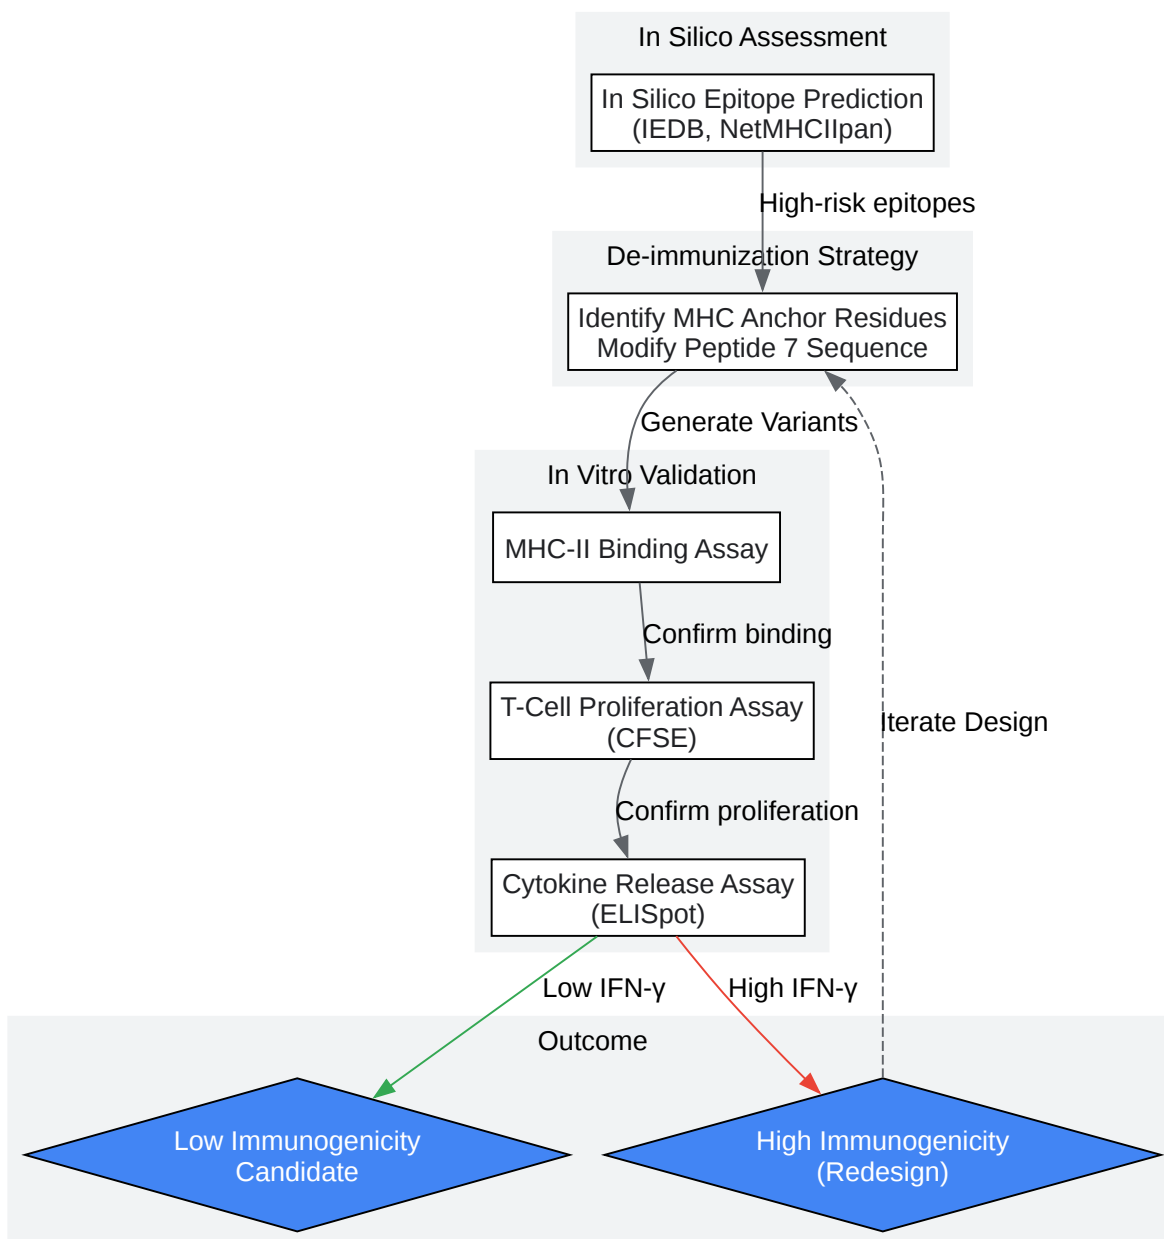 In Silico Assessment
In Silico Epitope Prediction
(IEDB, NetMHCIIpan)
High-risk epitopes
De-immunization Strategy
Identify MHC Anchor Residues
Modify Peptide 7 Sequence
Generate Variants
In Vitro Validation
MHC-II Binding Assay
Confirm binding
T-Cell Proliferation Assay
(CFSE)
Iterate Design
Confirm proliferation
Cytokine Release Assay
(ELISpot)
Low IFN-γ
High IFN-γ
Outcome
Low Immunogenicity
Candidate
High Immunogenicity
(Redesign)